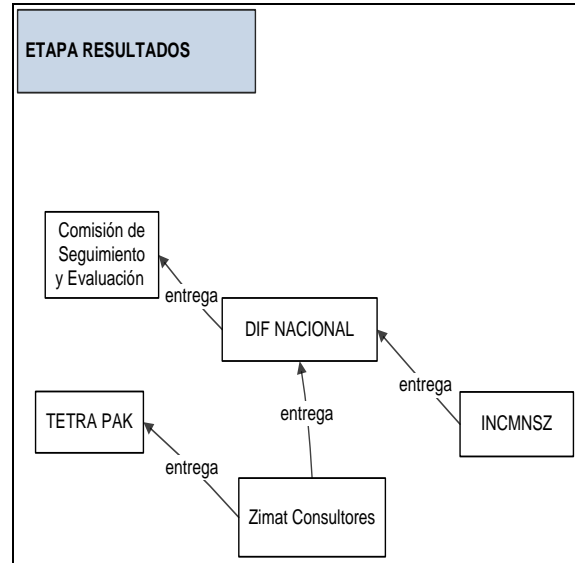 ETAPA RESULTADOS
Comisión de
Seguimiento
y Evaluación
entrega
DIF NACIONAL
entrega
TETRA PAK
entrega
INCMNSZ
entrega
Zimat Consultores